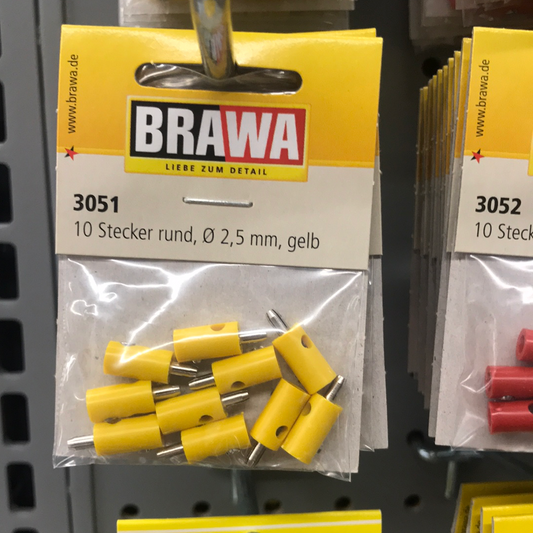 www.brawa.de
BRAWA
LIEBE ZUM DETAIL
3051
10 Stecker rund, Ø 2,5 mm, gelb
www.brawa.de
3052
10 Steck